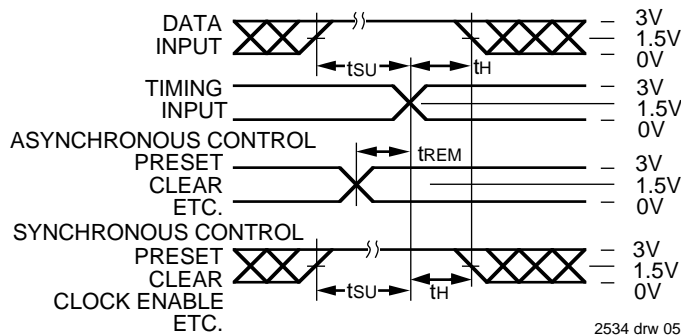 DATA
INPUT
3V
1.5V
0V
tSU
tH
TIMING
INPUT
3V
1.5V
0V
ASYNCHRONOUS CONTROL
PRESET
CLEAR
ETC.
tREM
3V
1.5V
0V
SYNCHRONOUS CONTROL
PRESET
CLEAR
CLOCK ENABLE
ETC.
tSU
tH
3V
1.5V
0V
2534 drw 05